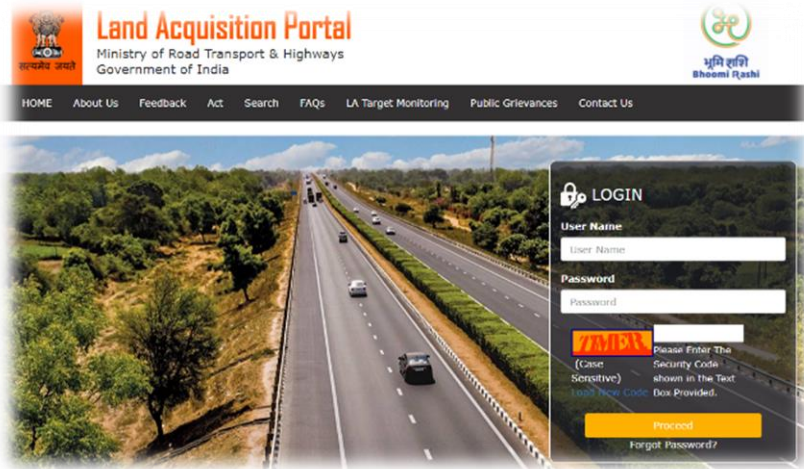 Land Acquisition Portal
Ministry of Road Transport & Highways
Government of India
सत्यमेव जयते
भूमि राशि
Bhoomi Rashi
HOME About Us Feedback Act Search FAQs LA Target Monitoring Public Grievances Contact Us
LOGIN
User Name
User Name
Password
Password
(Case Sensitive)
Load New Code
Please Enter The
Security Code
shown in the Text
Box Provided.
Proceed
Forgot Password?